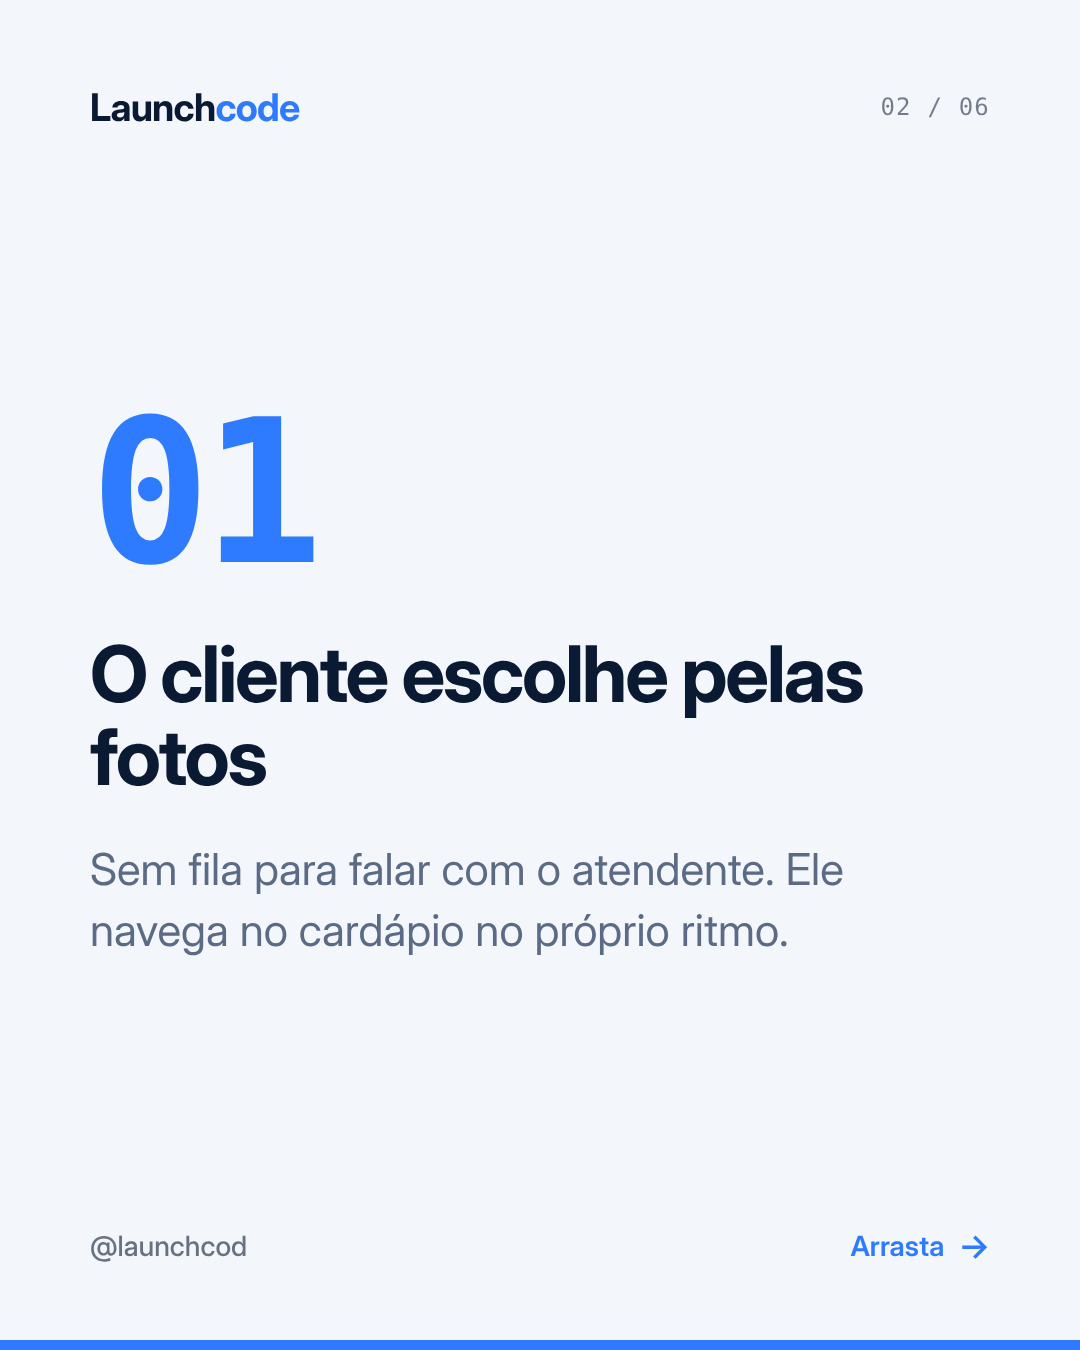 Launchcode
02 / 06
01
O cliente escolhe pelas
fotos
Sem fila para falar com o atendente. Ele
navega no cardápio no próprio ritmo.
@launchcod
Arrasta →